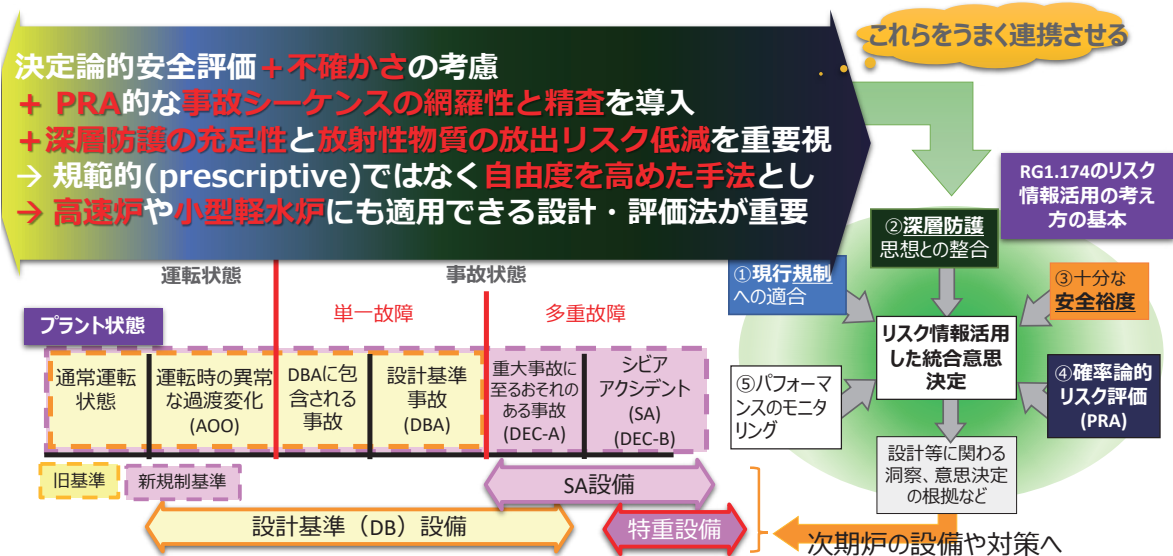 これらをうまく連携させる
決定論的安全評価＋不確かさの考慮
＋ PRA的な事故シーケンスの網羅性と精査を導入
＋深層防護の充足性と放射性物質の放出リスク低減を重要視
→ 規範的(prescriptive)ではなく自由度を高めた手法とし
→ 高速炉や小型軽水炉にも適用できる設計・評価法が重要
運転状態
事故状態
単一故障
多重故障
プラント状態
通常運転
状態
運転時の異常
な過渡変化
(AOO)
DBAに包
含される
事故
設計基準
事故
(DBA)
重大事故に
至るおそれの
ある事故
(DEC-A)
シビア
アクシデント
(SA)
(DEC-B)
旧基準
新規制基準
SA設備
設計基準（DB）設備
特重設備
RG1.174のリスク
情報活用の考え
方の基本
②深層防護
思想との整合
①現行規制
への適合
③十分な
安全裕度
リスク情報活用
した統合意思
決定
⑤パフォーマ
ンスのモニタ
リング
④確率論的
リスク評価
(PRA)
設計等に関わる
洞察、意思決定
の根拠など
次期炉の設備や対策へ